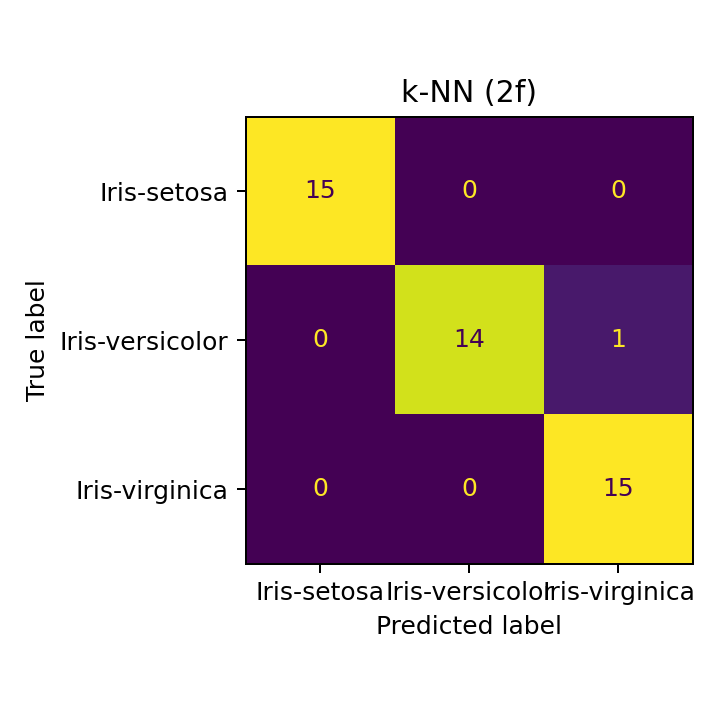 k-NN (2f)
Iris-setosa 15 0 0
Iris-versicolor 0 14 1
Iris-virginica 0 0 15
True label
Iris-setosa Iris-versicolor Iris-virginica
Predicted label